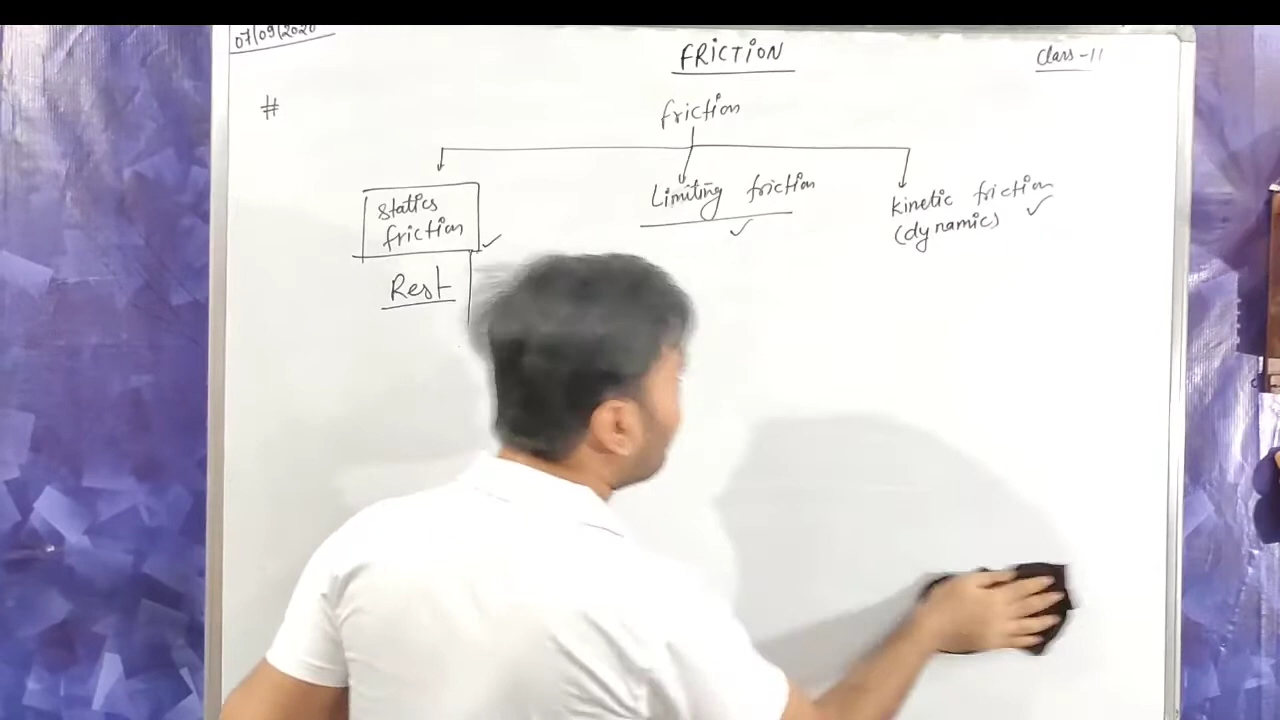 07/09/2020
FRICTION
Class-11
#
friction
Statics
friction
Limiting friction
kinetic friction
(dynamic)
Rest